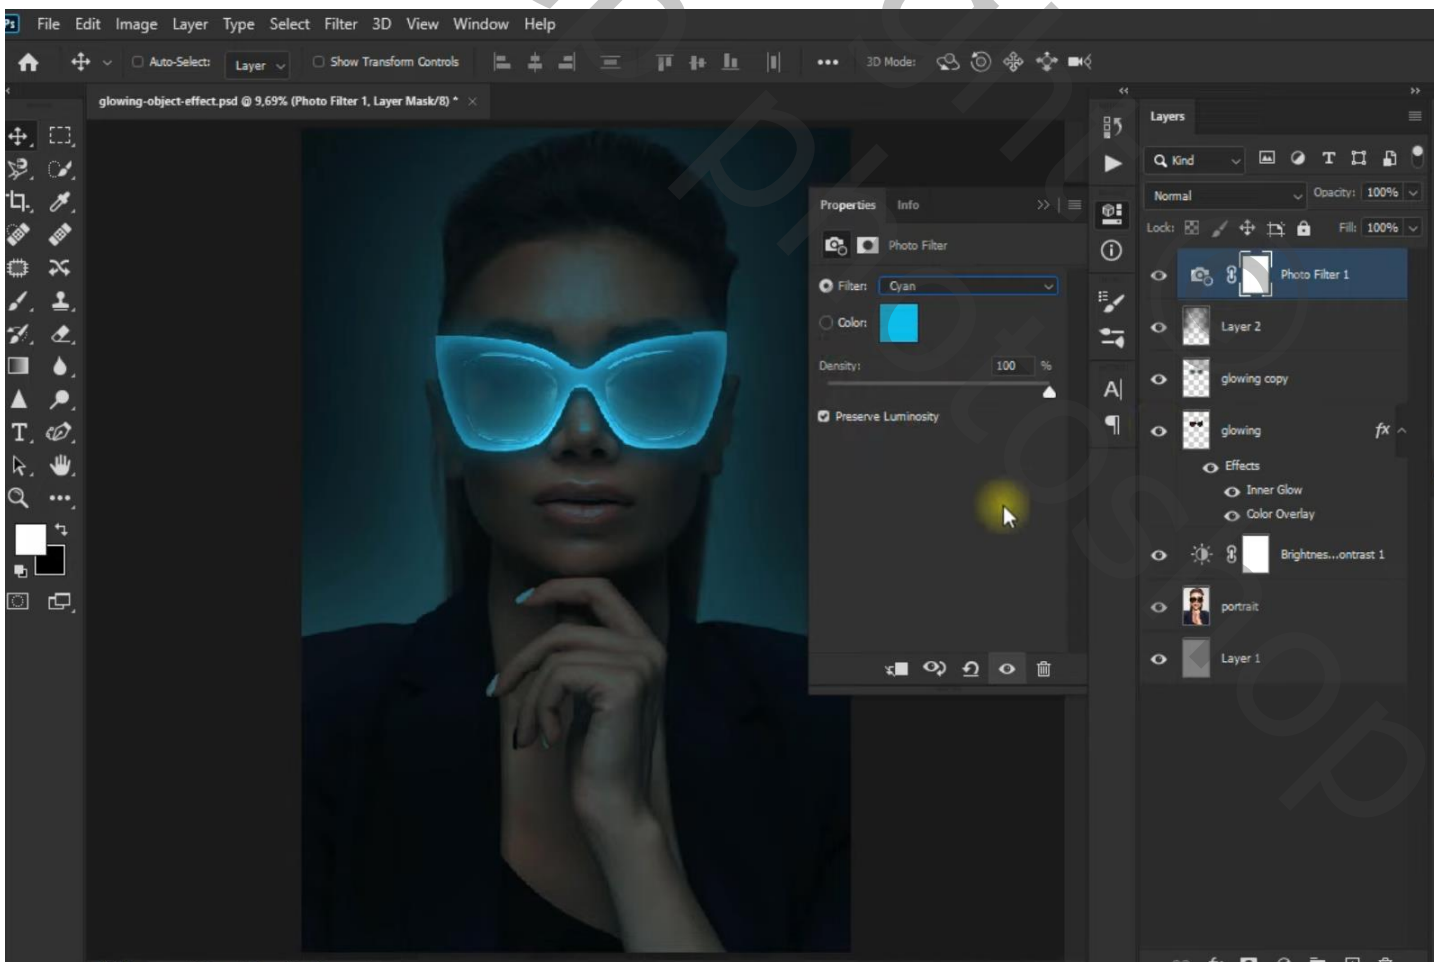 Ps File Edit Image Layer Type Select Filter 3D View Window Help
Auto-Select: Layer Show Transform Controls 3D Mode:
glowing-object-effect.psd @ 9,69% (Photo Filter 1, Layer Mask/8) * ×
Properties Info
Photo Filter
Filter: Cyan
Color:
Density: 100 %
Preserve Luminosity
Layers
Kind
Normal Opacity: 100%
Lock: Fill: 100%
Photo Filter 1
Layer 2
glowing copy
glowing fx
Effects
Inner Glow
Color Overlay
Brightnes...ontrast 1
portrait
Layer 1
photoshop